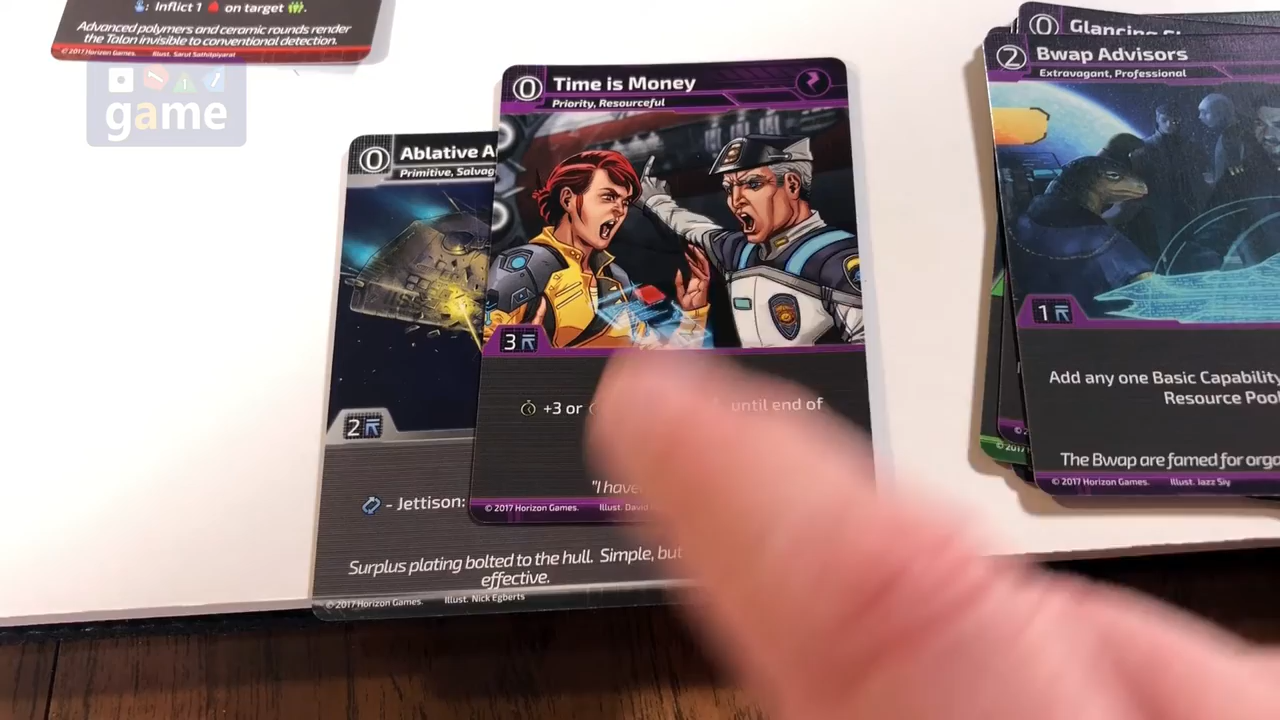 : Inflict 1 on target .
Advanced polymers and ceramic rounds render
the Talon invisible to conventional detection.
© 2017 Horizon Games. Illust. Sarut Sathitpiyarat
game
0 Ablative
Primitive,
2
- Jettison:
Surplus plating bolted to the hull. Simple, but
effective.
© 2017 Horizon Games. Illust. Nick Egberts
0 Time is Money
Priority, Resourceful
3
+3 or until end of
"I have
© 2017 Horizon Games. Illust. David
0 Glancing
2 Bwap Advisors
Extravagant, Professional
1
Add any one Basic Capability
Resource Pool
The Bwap are famed for
© 2017 Horizon Games. Illust. Jazz Siy